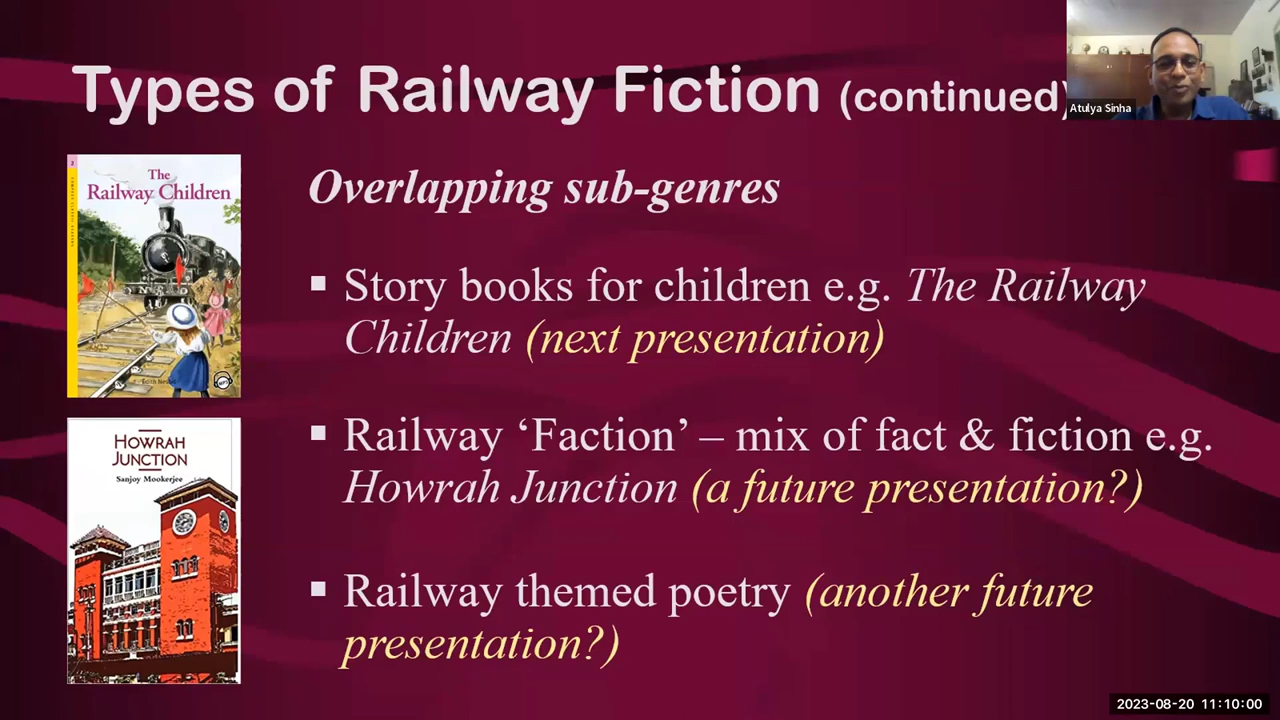 Types of Railway Fiction (continued)
Atulya Sinha
The
Railway Children
Overlapping sub-genres
▪ Story books for children e.g. The Railway
Children (next presentation)
HOWRAH
JUNCTION
Sanjoy Mookerjee
▪ Railway ‘Faction’ – mix of fact & fiction e.g.
Howrah Junction (a future presentation?)
▪ Railway themed poetry (another future
presentation?)
2023-08-20 11:10:00